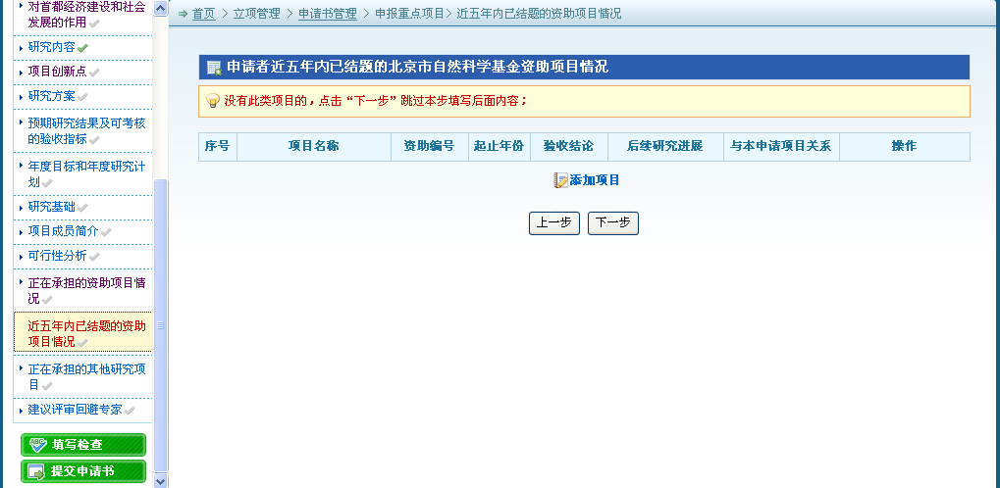 对首都经济建设和社会
发展的作用
研究内容
项目创新点
研究方案
预期研究结果及可考核
的验收指标
年度目标和年度研究计
划
研究基础
项目成员简介
可行性分析
正在承担的资助项目情
况
近五年内已结题的资助
项目情况
正在承担的其他研究项
目
建议评审回避专家
ABC
填写检查
提交申请书
首页 > 立项管理 > 申请书管理 > 申报重点项目> 近五年内已结题的资助项目情况
申请者近五年内已结题的北京市自然科学基金资助项目情况
没有此类项目的，点击“下一步”跳过本步填写后面内容；
序号 项目名称 资助编号 起止年份 验收结论 后续研究进展 与本申请项目关系 操作
添加项目
上一步 下一步